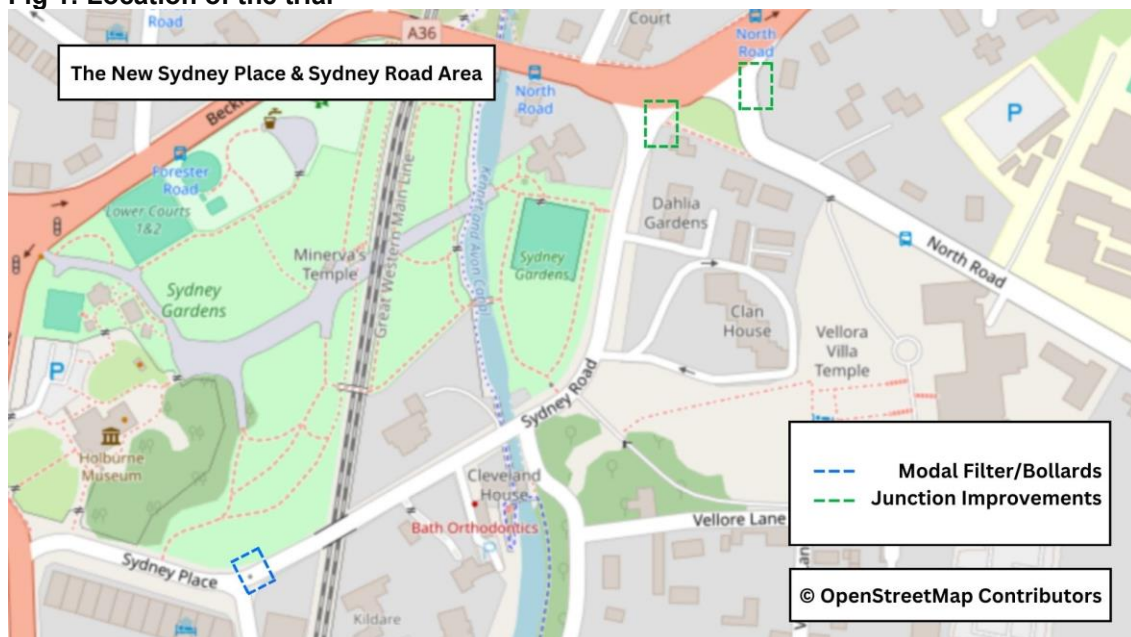 Fig 1: Location of the trial
Road
A36
Court
North
Road
The New Sydney Place & Sydney Road Area
North
Road
P
Forester
Road
Lower Courts
1&2
Kennet and Avon Canal
Dahlia
Gardens
Minerva's
Temple
Great Western Main Line
Sydney
Gardens
North Road
Sydney
Gardens
Clan
House
Vellora
Villa
Temple
P
Sydney Road
Holburne
Museum
Modal Filter/Bollards
Junction Improvements
Cleveland
House
Bath Orthodontics
Vellore Lane
Sydney Place
Kildare
© OpenStreetMap Contributors